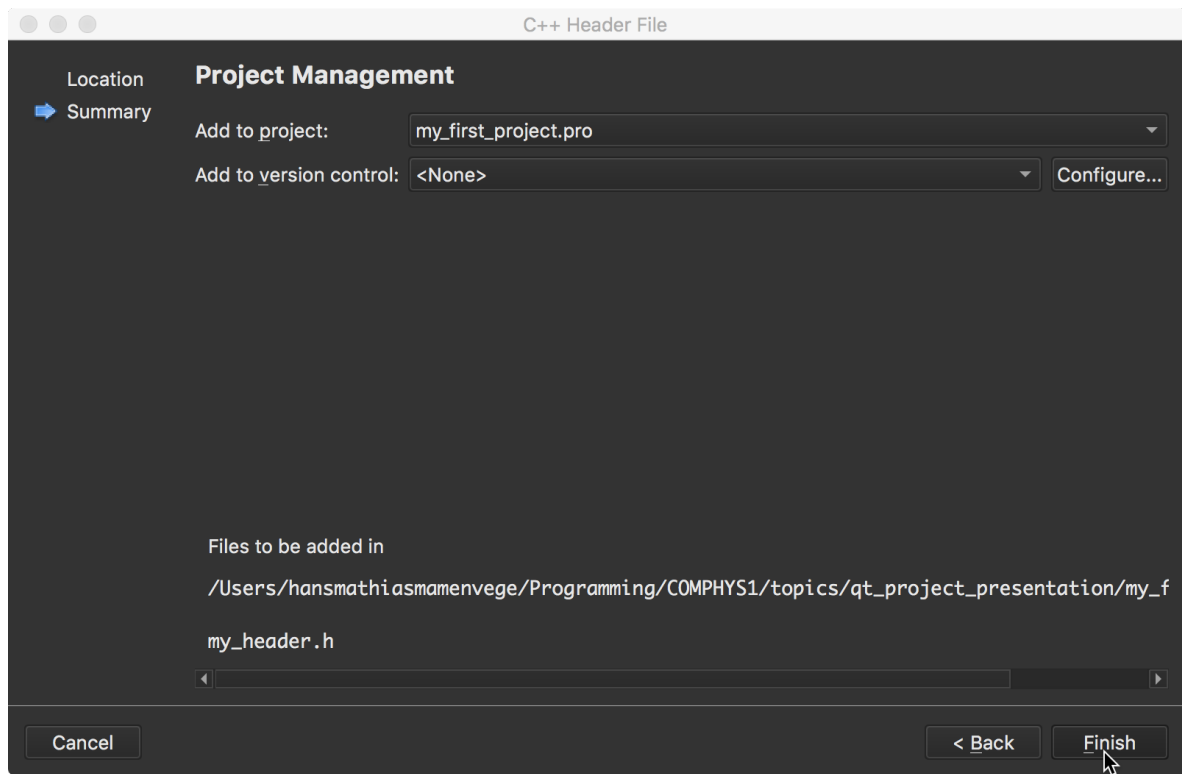 C++ Header File
Location
Summary
Project Management
Add to project:
my_first_project.pro
Add to version control:
<None>
Configure...
Files to be added in
/Users/hansmathiasmamenvege/Programming/COMPHYS1/topics/qt_project_presentation/my_f
my_header.h
Cancel
< Back
Finish